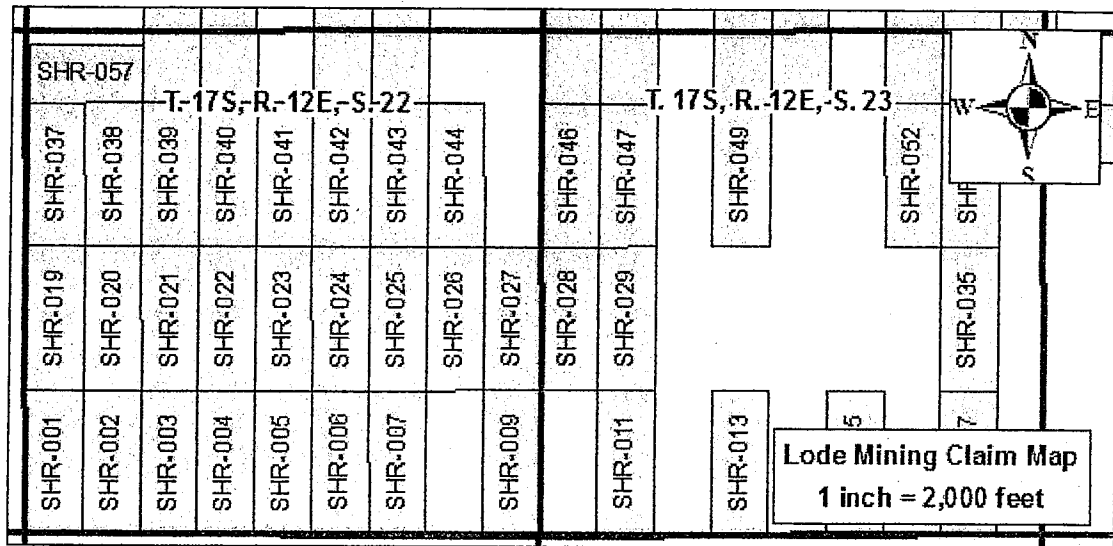 N
SHR-057
T. 17S, R. 12E, S. 22
T. 17S, R. 12E, S. 23
W
E
S
SHR-037
SHR-038
SHR-039
SHR-040
SHR-041
SHR-042
SHR-043
SHR-044
SHR-046
SHR-047
SHR-049
SHR-052
SHR-019
SHR-020
SHR-021
SHR-022
SHR-023
SHR-024
SHR-025
SHR-026
SHR-027
SHR-028
SHR-029
SHR-035
SHR-001
SHR-002
SHR-003
SHR-004
SHR-005
SHR-006
SHR-007
SHR-009
SHR-011
SHR-013
5
7
Lode Mining Claim Map
1 inch = 2,000 feet